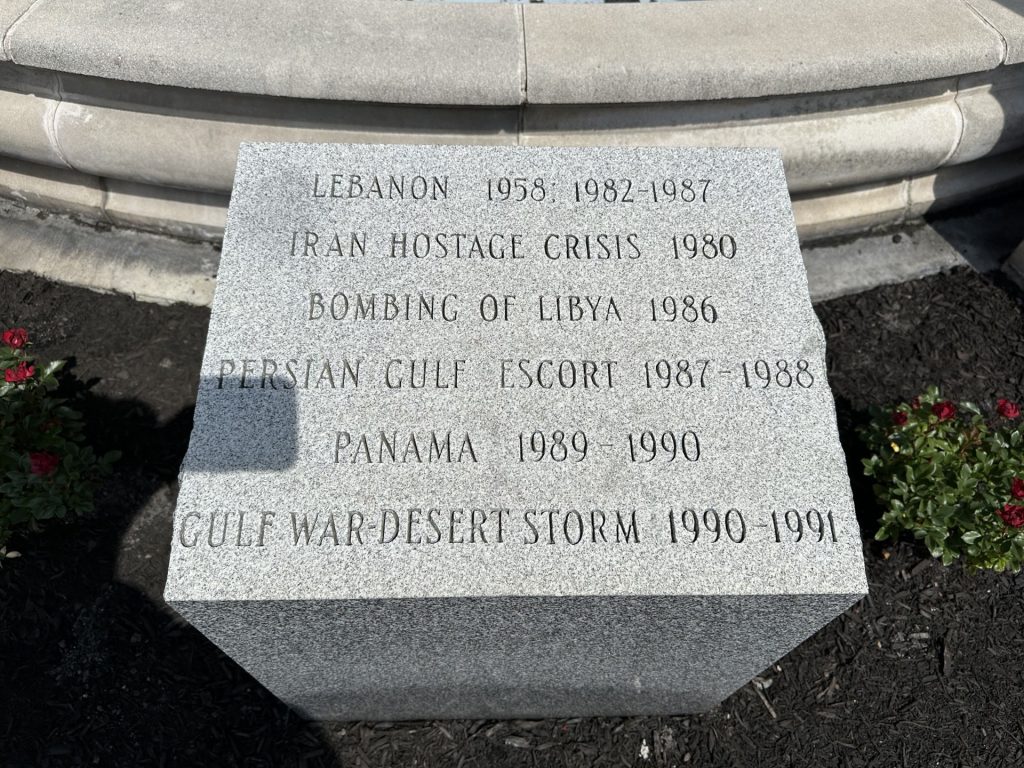 LEBANON 1958; 1982-1987
IRAN HOSTAGE CRISIS 1980
BOMBING OF LIBYA 1986
PERSIAN GULF ESCORT 1987-1988
PANAMA 1989-1990
GULF WAR-DESERT STORM 1990-1991